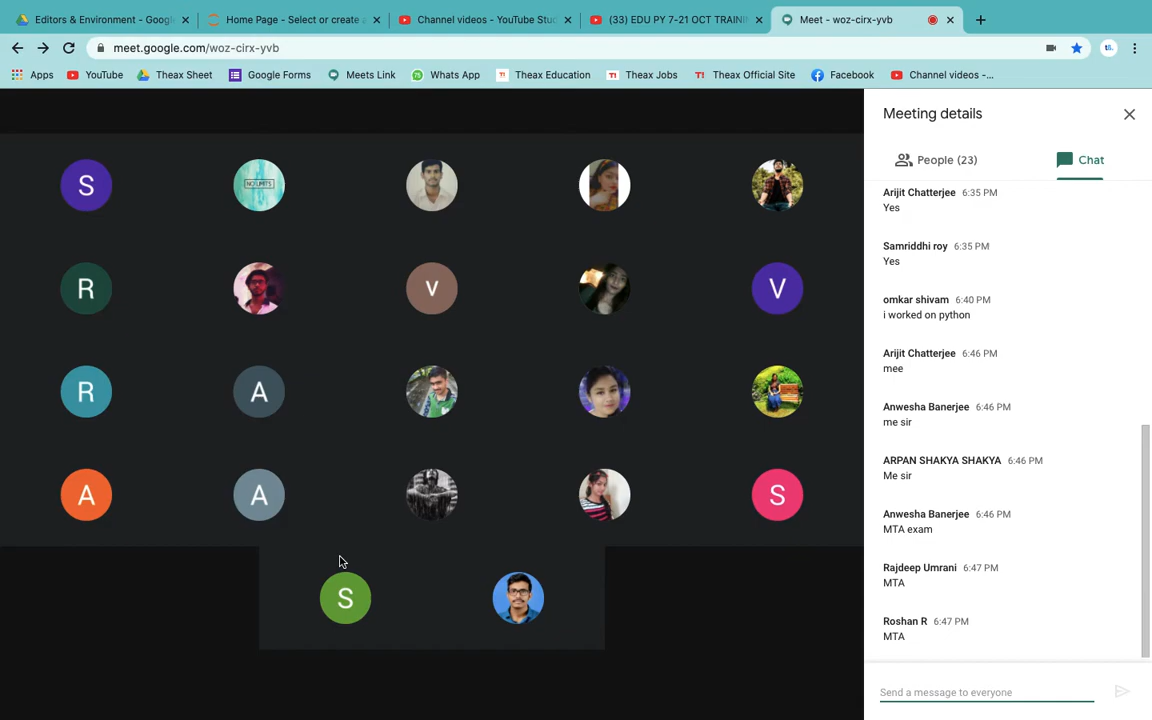 Editors & Environment - Google
Home Page - Select or create a
Channel videos - YouTube Stu
(33) EDU PY 7-21 OCT TRAINI
Meet - woz-cirx-yvb
meet.google.com/woz-cirx-yvb
Apps YouTube Theax Sheet Google Forms Meets Link Whats App Theax Education Theax Jobs Theax Official Site Facebook Channel videos -...
Meeting details
People (23) Chat
S
NO LIMITS
R
v
V
R
A
A
A
S
S
Arijit Chatterjee 6:35 PM
Yes
Samriddhi roy 6:35 PM
Yes
omkar shivam 6:40 PM
i worked on python
Arijit Chatterjee 6:46 PM
mee
Anwesha Banerjee 6:46 PM
me sir
ARPAN SHAKYA SHAKYA 6:46 PM
Me sir
Anwesha Banerjee 6:46 PM
MTA exam
Rajdeep Umrani 6:47 PM
MTA
Roshan R 6:47 PM
MTA
Send a message to everyone